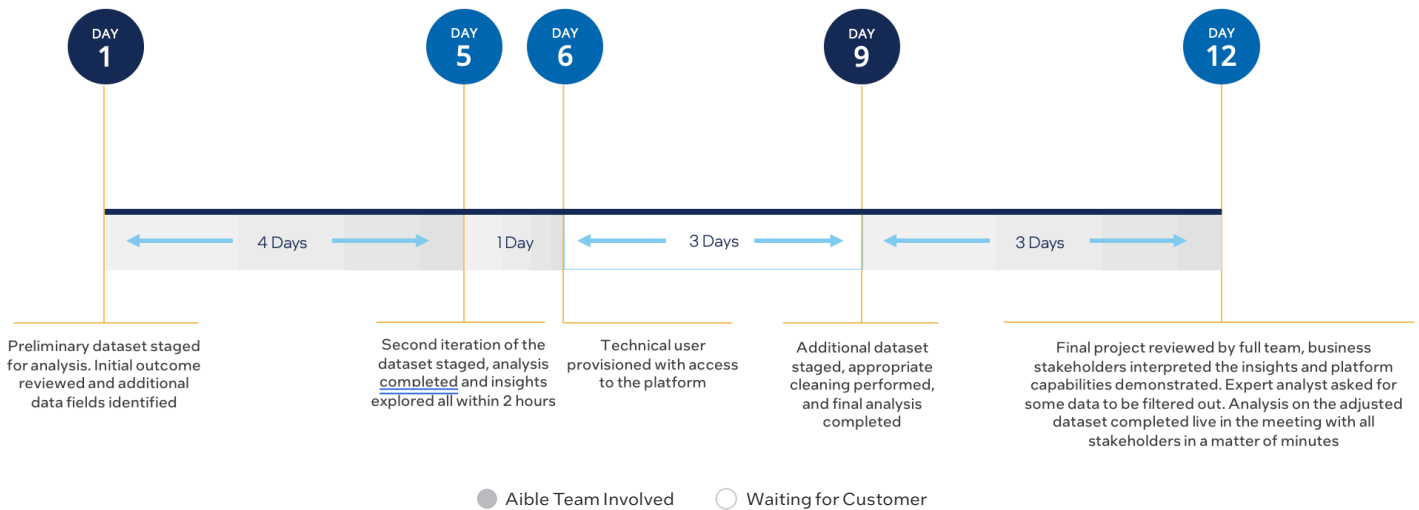 DAY
1
DAY
5
DAY
6
DAY
9
DAY
12
4 Days
1 Day
3 Days
3 Days
Preliminary dataset staged
for analysis. Initial outcome
reviewed and additional
data fields identified
Second iteration of the
dataset staged, analysis
completed and insights
explored all within 2 hours
Technical user
provisioned with access
to the platform
Additional dataset
staged, appropriate
cleaning performed,
and final analysis
completed
Final project reviewed by full team, business
stakeholders interpreted the insights and platform
capabilities demonstrated. Expert analyst asked for
some data to be filtered out. Analysis on the adjusted
dataset completed live in the meeting with all
stakeholders in a matter of minutes
Aible Team Involved
Waiting for Customer